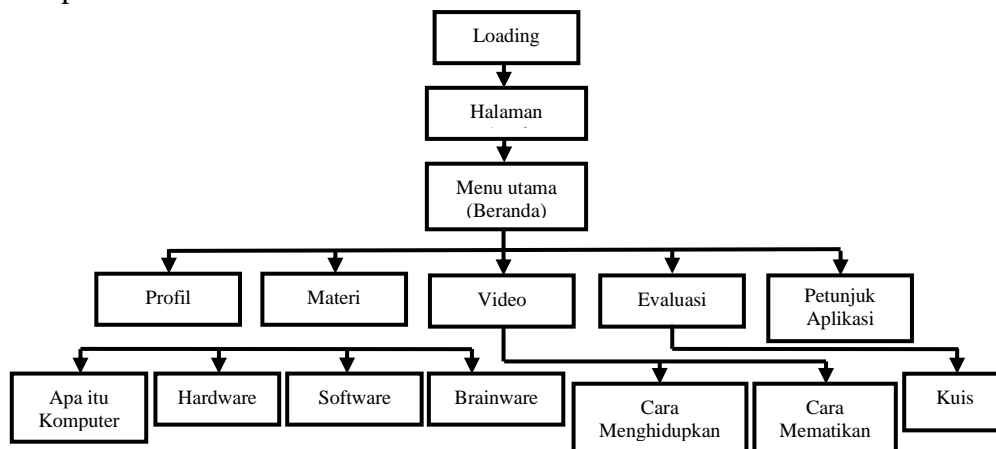 Loading
Halaman
Menu utama
(Beranda)
Profil
Materi
Video
Evaluasi
Petunjuk
Aplikasi
Apa itu
Komputer
Hardware
Software
Brainware
Cara
Menghidupkan
Cara
Mematikan
Kuis